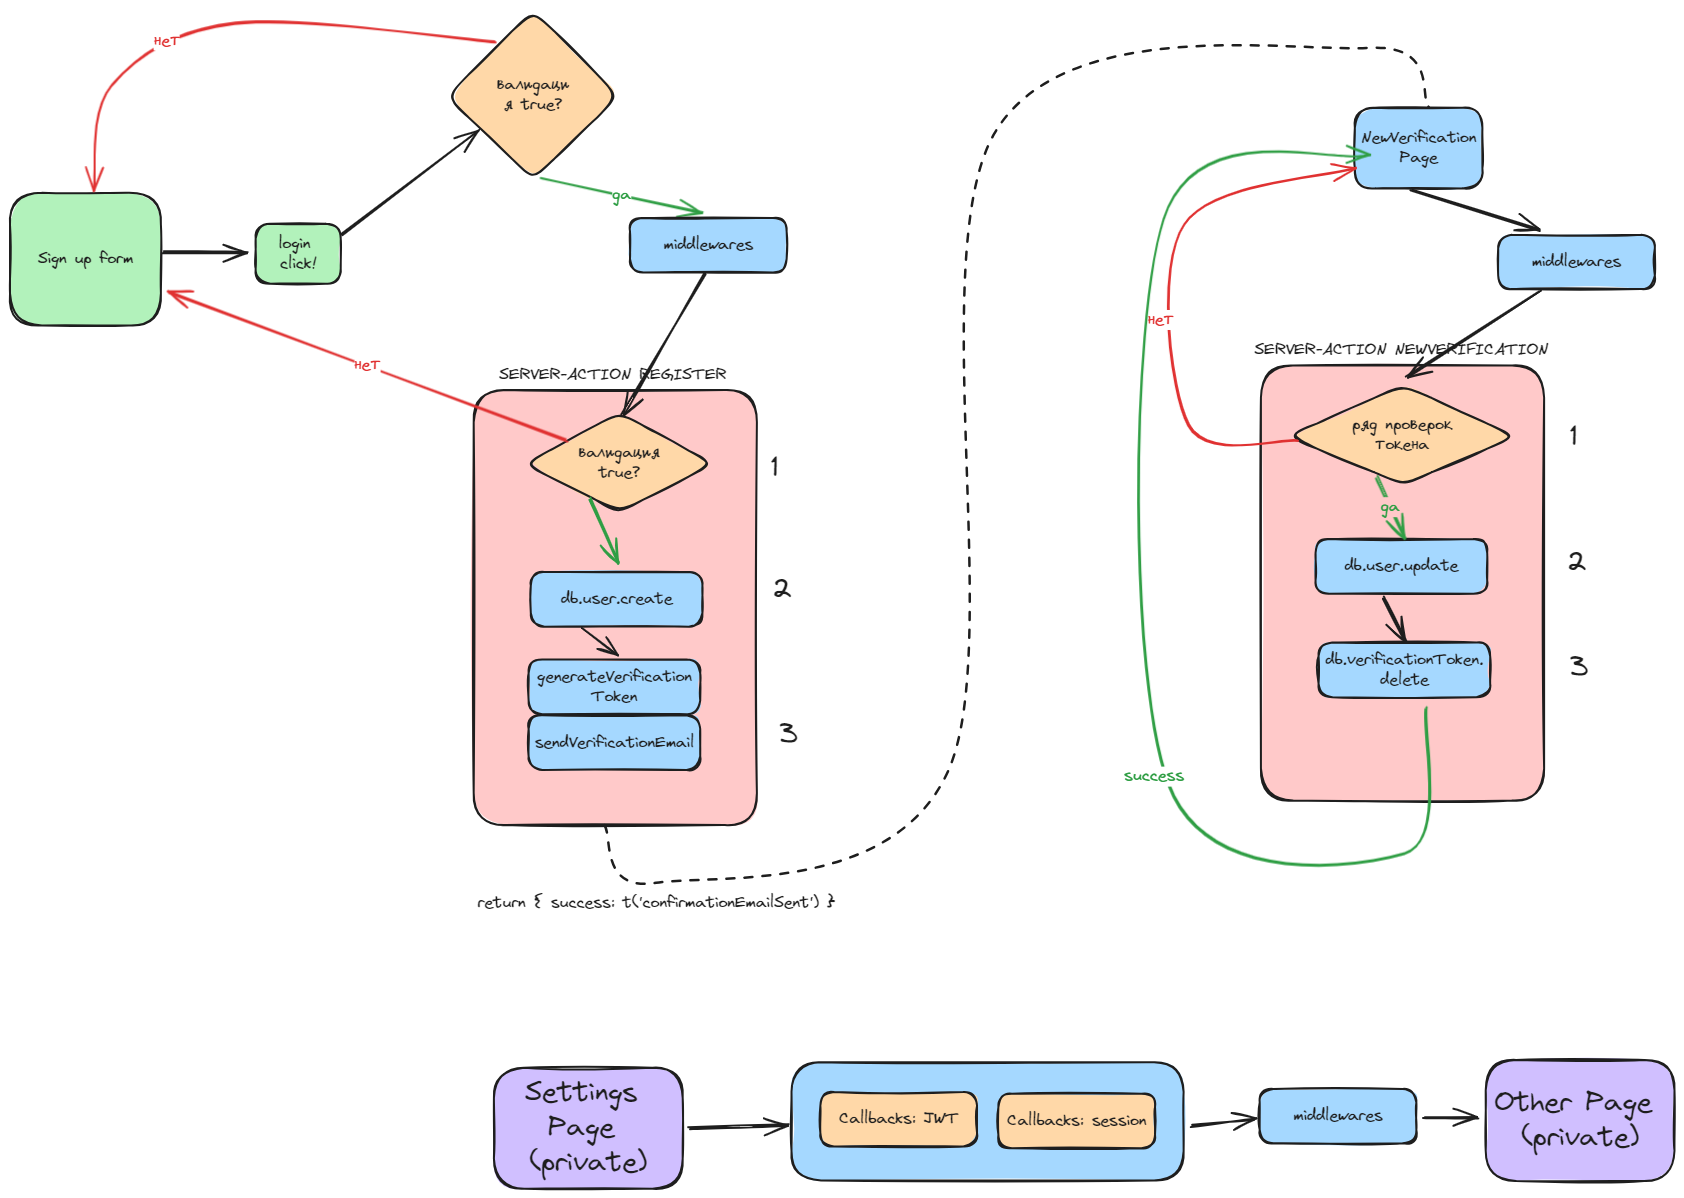 нет
Валидаци
я true?
да
Sign up form
login
click!
middlewares
нет
SERVER-ACTION REGISTER
Валидация
true?
1
db.user.create
2
generateVerification
Token
sendVerificationEmail
3
return { success: t('confirmationEmailSent') }
NewVerification
Page
middlewares
нет
SERVER-ACTION NEWVERIFICATION
ряд проверок
токена
1
да
db.user.update
2
db.verificationToken.
delete
3
success
Settings
Page
(private)
Callbacks: JWT
Callbacks: session
middlewares
Other Page
(private)